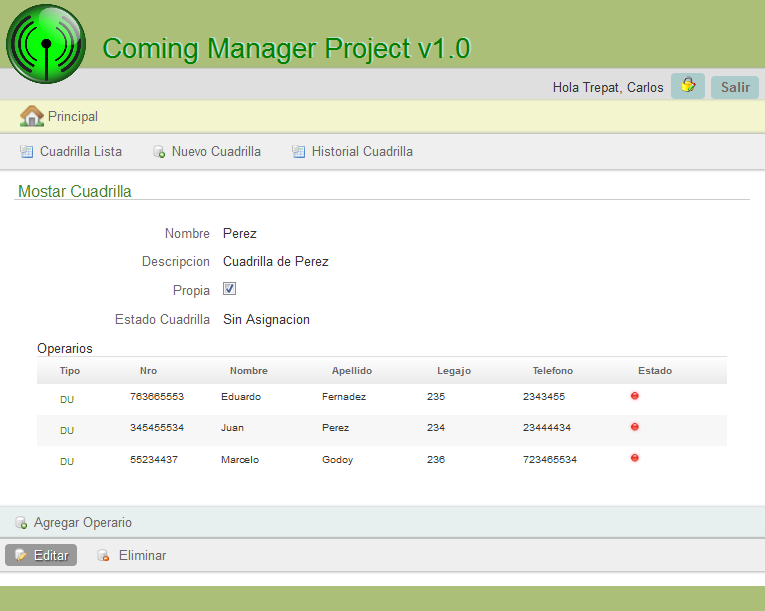 Coming Manager Project v1.0
Hola Trepat, Carlos Salir
Principal
Cuadrilla Lista Nuevo Cuadrilla Historial Cuadrilla
Mostar Cuadrilla
Nombre Perez
Descripcion Cuadrilla de Perez
Propia
Estado Cuadrilla Sin Asignacion
Operarios
Tipo Nro Nombre Apellido Legajo Telefono Estado
DU 763665553 Eduardo Fernadez 235 2343455
DU 345455534 Juan Perez 234 23444434
DU 55234437 Marcelo Godoy 236 723465534
Agregar Operario
Editar Eliminar